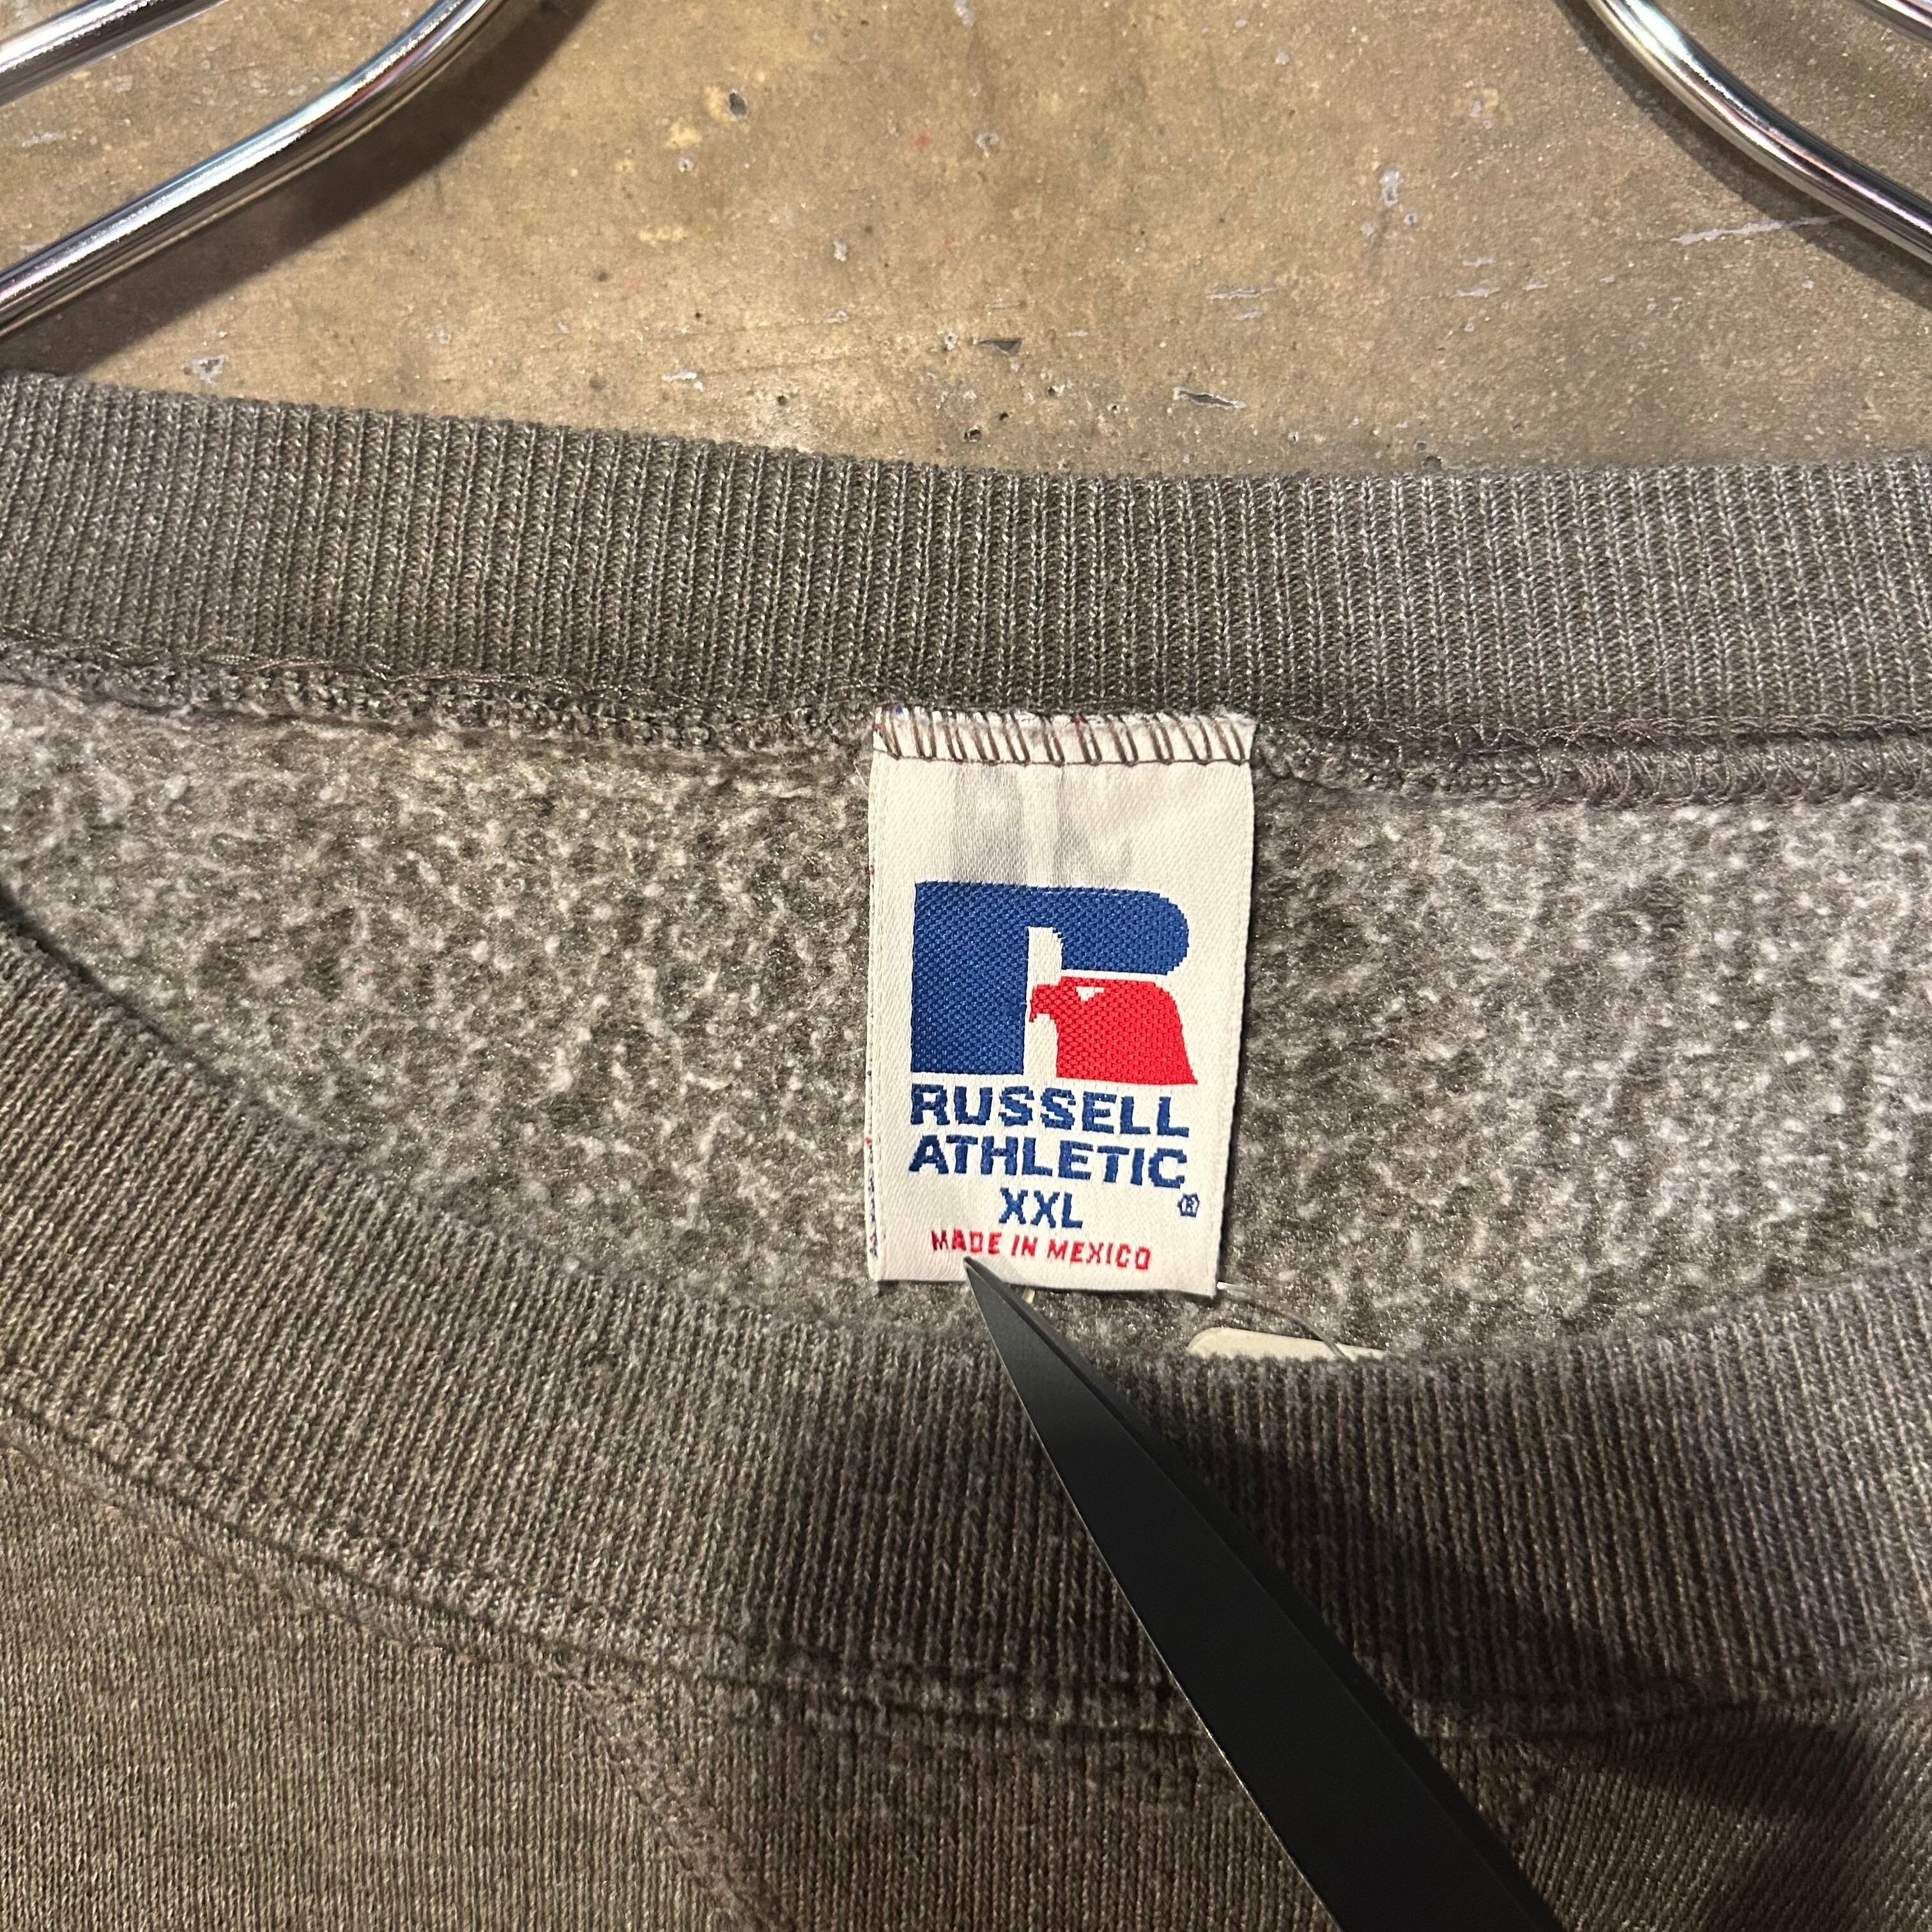 RUSSELL
ATHLETIC
XXL ®
MADE IN MEXICO